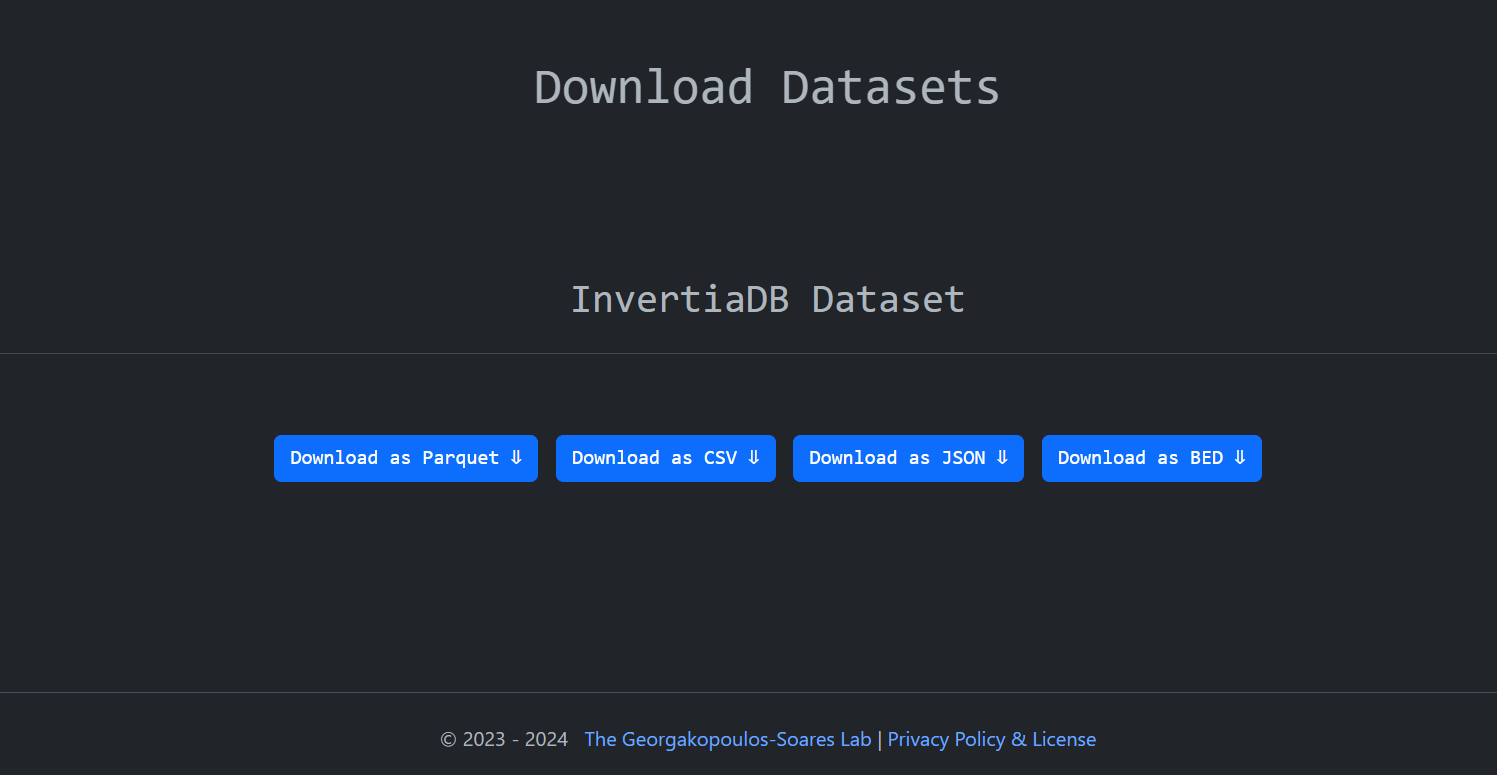 Download Datasets
InvertiaDB Dataset
Download as Parquet ⇓ Download as CSV ⇓ Download as JSON ⇓ Download as BED ⇓
© 2023 - 2024 The Georgakopoulos-Soares Lab | Privacy Policy & License